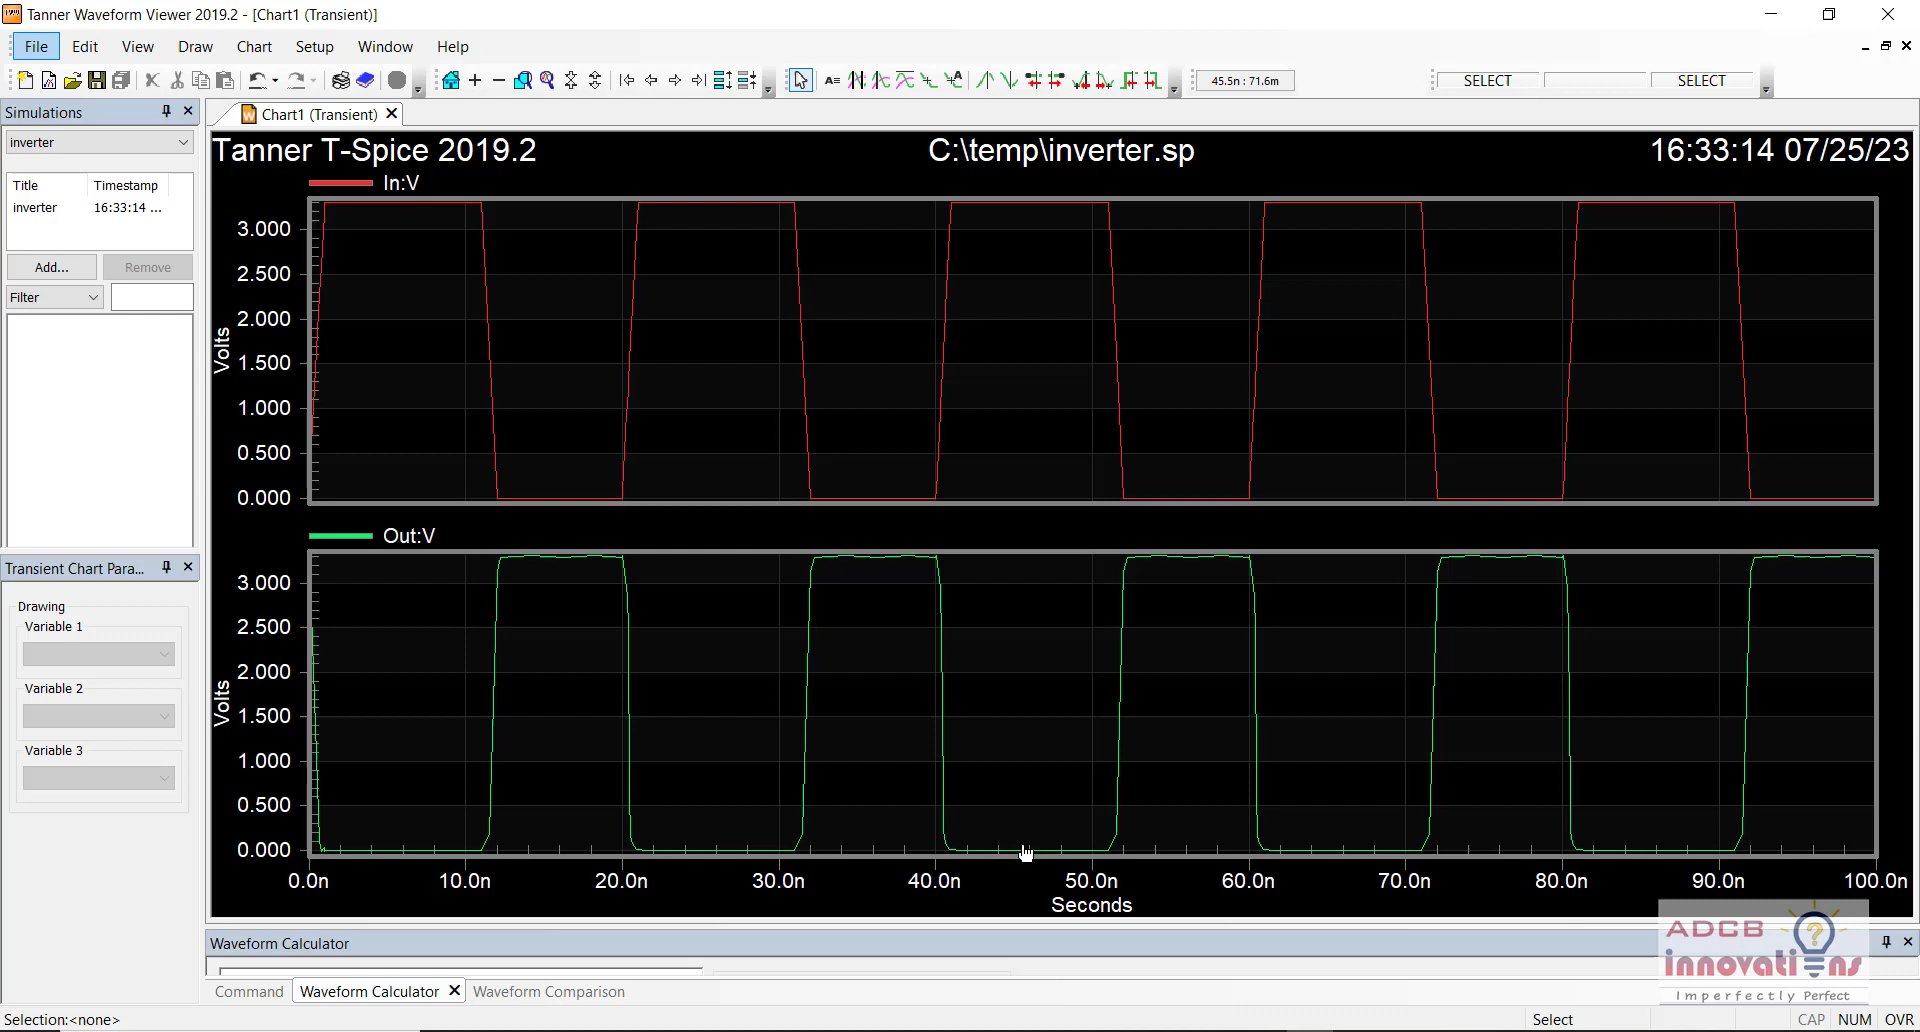 Tanner Waveform Viewer 2019.2 - [Chart1 (Transient)]
File Edit View Draw Chart Setup Window Help
45.5n : 71.6m
SELECT SELECT
Simulations
inverter
Title Timestamp
inverter 16:33:14 ...
Add... Remove
Filter
Chart1 (Transient)
Tanner T-Spice 2019.2 C:\temp\inverter.sp 16:33:14 07/25/23
In:V
3.000
2.500
2.000
1.500
1.000
0.500
0.000
Volts
Out:V
3.000
2.500
2.000
1.500
1.000
0.500
0.000
Volts
0.0n 10.0n 20.0n 30.0n 40.0n 50.0n 60.0n 70.0n 80.0n 90.0n 100.0n
Seconds
Transient Chart Para...
Drawing
Variable 1
Variable 2
Variable 3
Waveform Calculator
Command Waveform Calculator Waveform Comparison
ADCB
innovati?ns
Imperfectly Perfect
Selection:<none> Select CAP NUM OVR